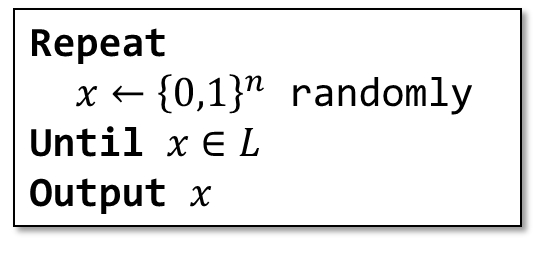 Repeat
x ← {0,1}ⁿ randomly
Until x ∈ L
Output x